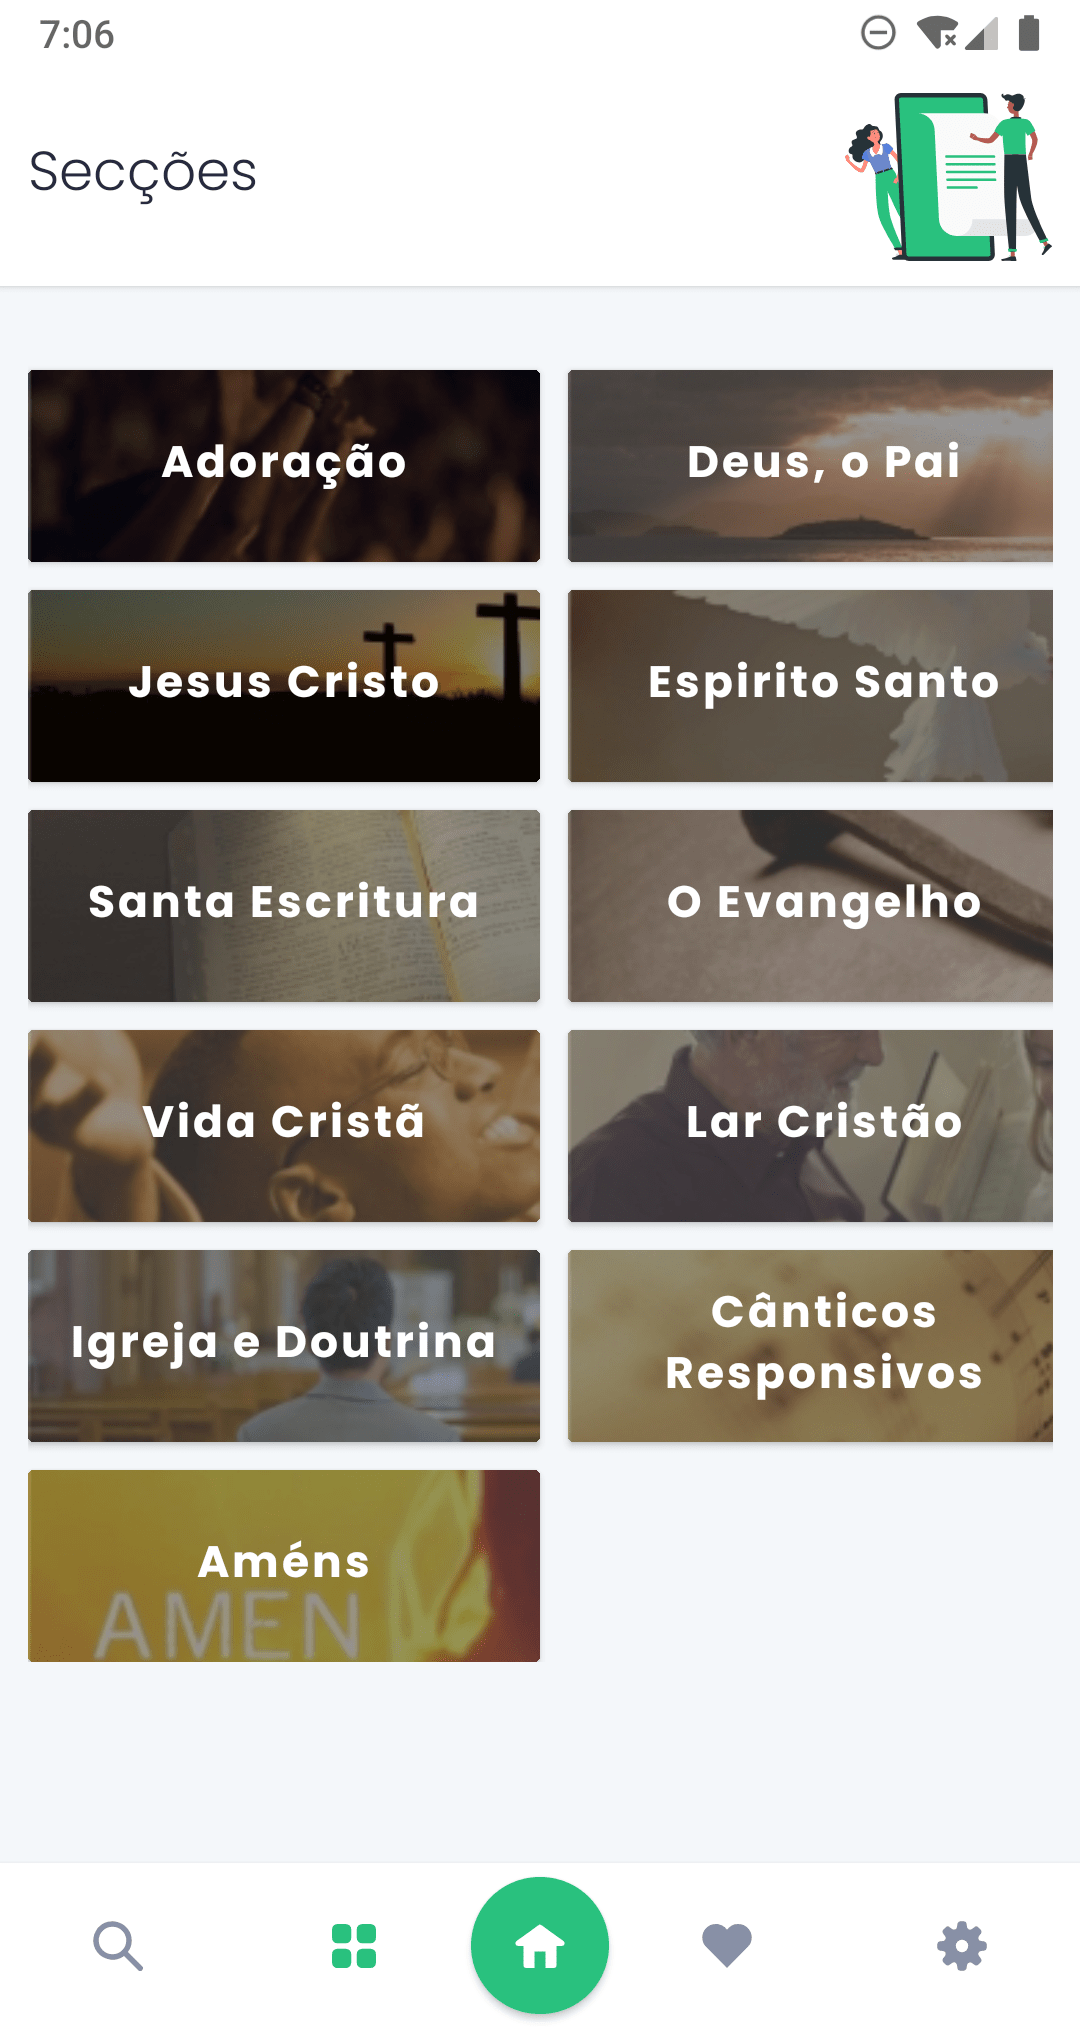 7:06
Secções
Adoração
Deus, o Pai
Jesus Cristo
Espirito Santo
Santa Escritura
O Evangelho
Vida Cristã
Lar Cristão
Igreja e Doutrina
Cânticos
Responsivos
Améns
AMEN